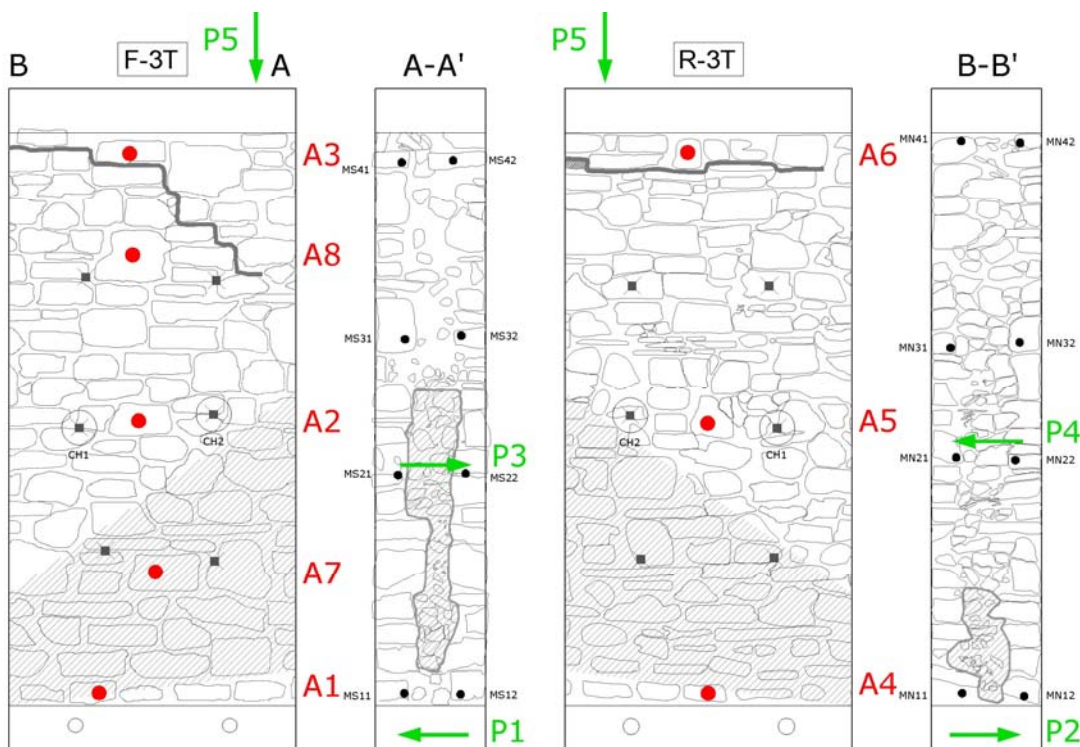 P5 P5
B F-3T A A-A' R-3T B-B'
A3 MS41 MS42 A6 MN41 MN42
A8
MS31 MS32 MN31 MN32
A2 A5
CH1 CH2 CH2 CH1
P3 P4
MS21 MS22 MN21 MN22
A7
A1 MS11 MS12 A4 MN11 MN12
P1 P2